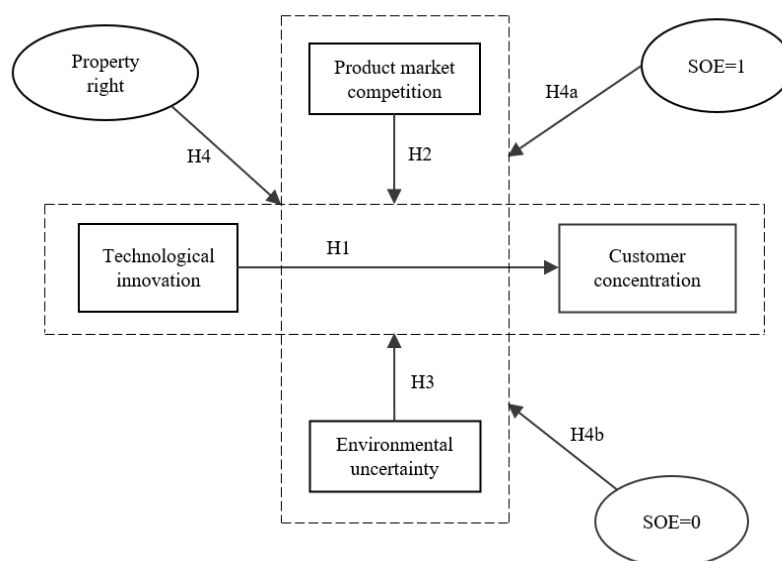 Property
right
Product market
competition
SOE=1
H4a
H4
H2
Technological
innovation
H1
Customer
concentration
H3
Environmental
uncertainty
H4b
SOE=0